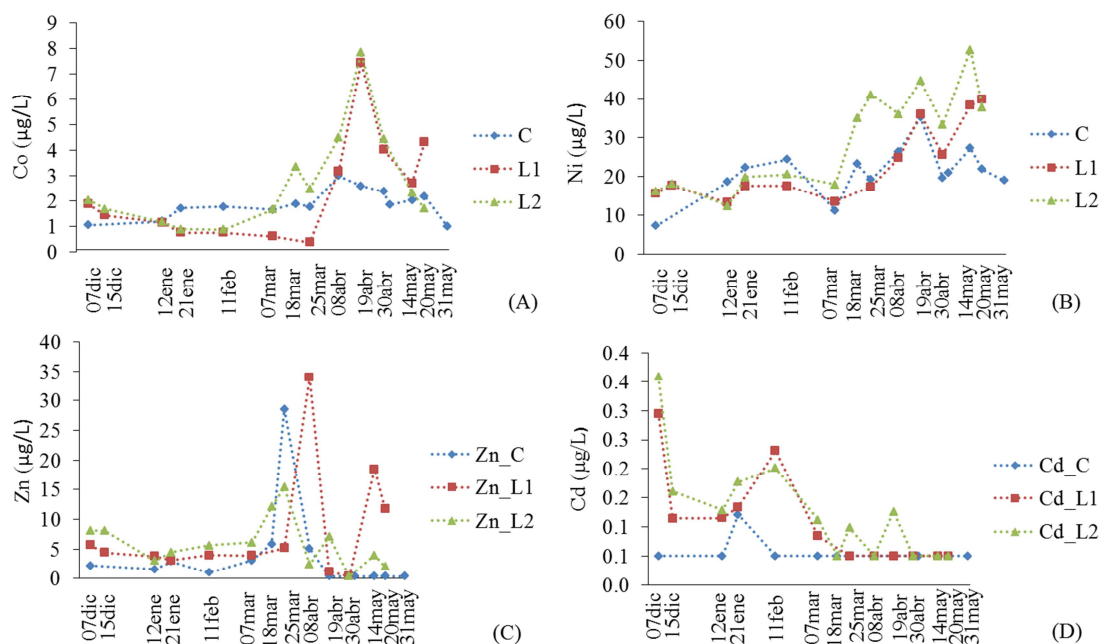 9
8
7
6
5
4
3
2
1
0
Co (µg/L)
C
L1
L2
07dic
15dic
12ene
21ene
11feb
07mar
18mar
25mar
08abr
19abr
30abr
14may
20may
31may
(A)
60
50
40
30
20
10
0
Ni (µg/L)
C
L1
L2
07dic
15dic
12ene
21ene
11feb
07mar
18mar
25mar
08abr
19abr
30abr
14may
20may
31may
(B)
40
35
30
25
20
15
10
5
0
Zn (µg/L)
Zn_C
Zn_L1
Zn_L2
07dic
15dic
12ene
21ene
11feb
07mar
18mar
25mar
08abr
19abr
30abr
14may
20may
31may
(C)
0.4
0.4
0.3
0.3
0.2
0.2
0.1
0.1
0.0
Cd (µg/L)
Cd_C
Cd_L1
Cd_L2
07dic
15dic
12ene
21ene
11feb
07mar
18mar
25mar
08abr
19abr
30abr
14may
20may
31may
(D)